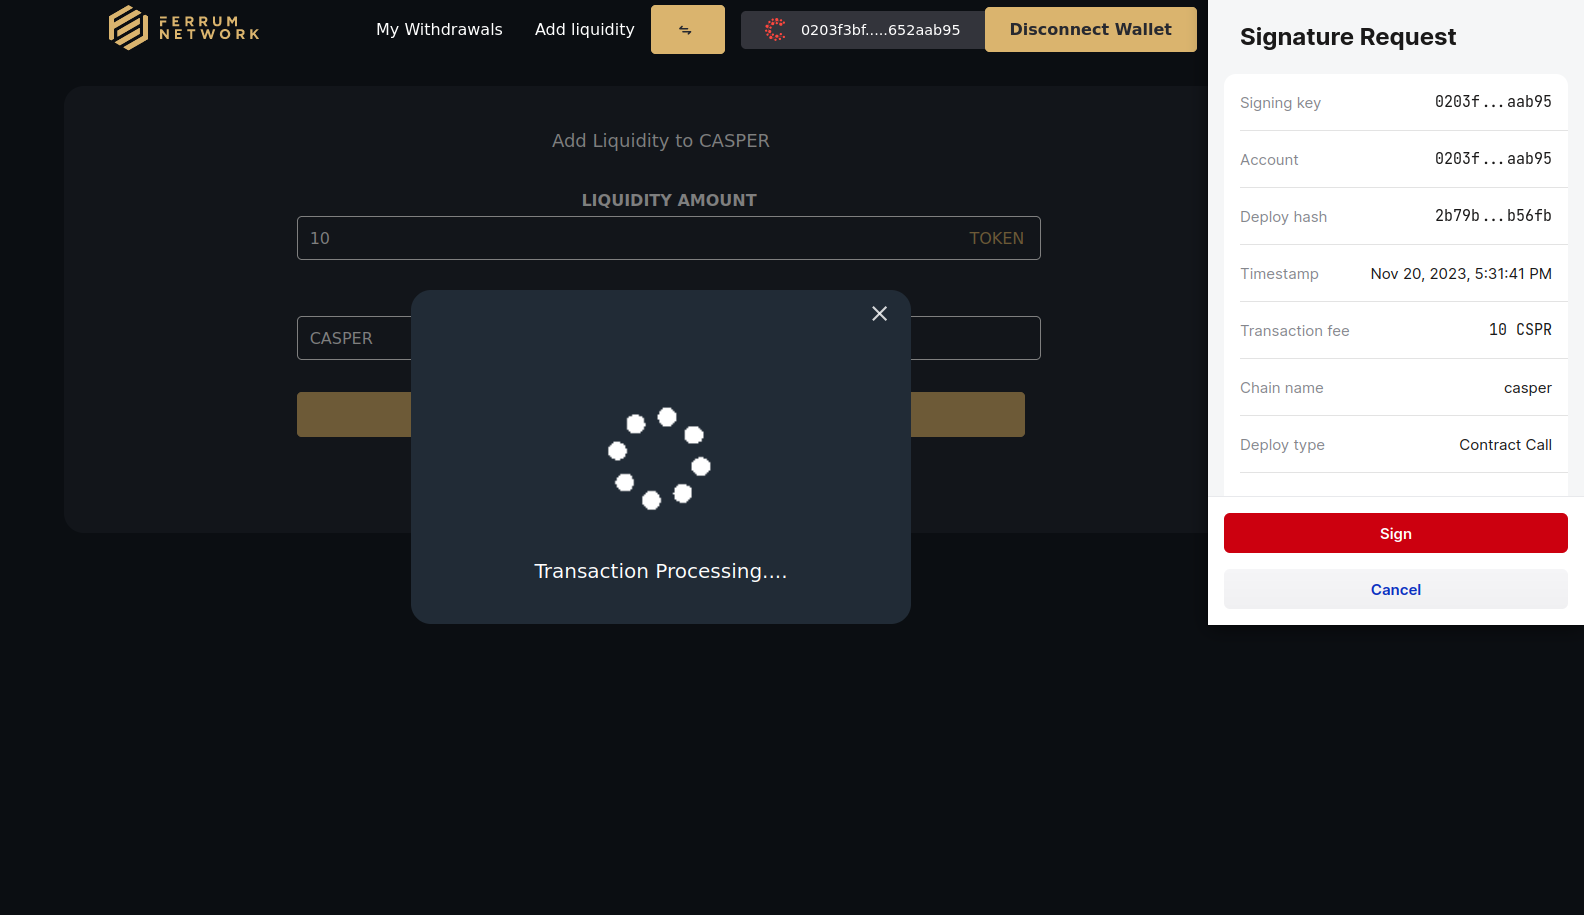 FERRUM
NETWORK
My Withdrawals
Add liquidity
0203f3bf.....652aab95
Disconnect Wallet
Add Liquidity to CASPER
LIQUIDITY AMOUNT
10
TOKEN
CASPER
Transaction Processing....
Signature Request
Signing key
0203f...aab95
Account
0203f...aab95
Deploy hash
2b79b...b56fb
Timestamp
Nov 20, 2023, 5:31:41 PM
Transaction fee
10 CSPR
Chain name
casper
Deploy type
Contract Call
Sign
Cancel